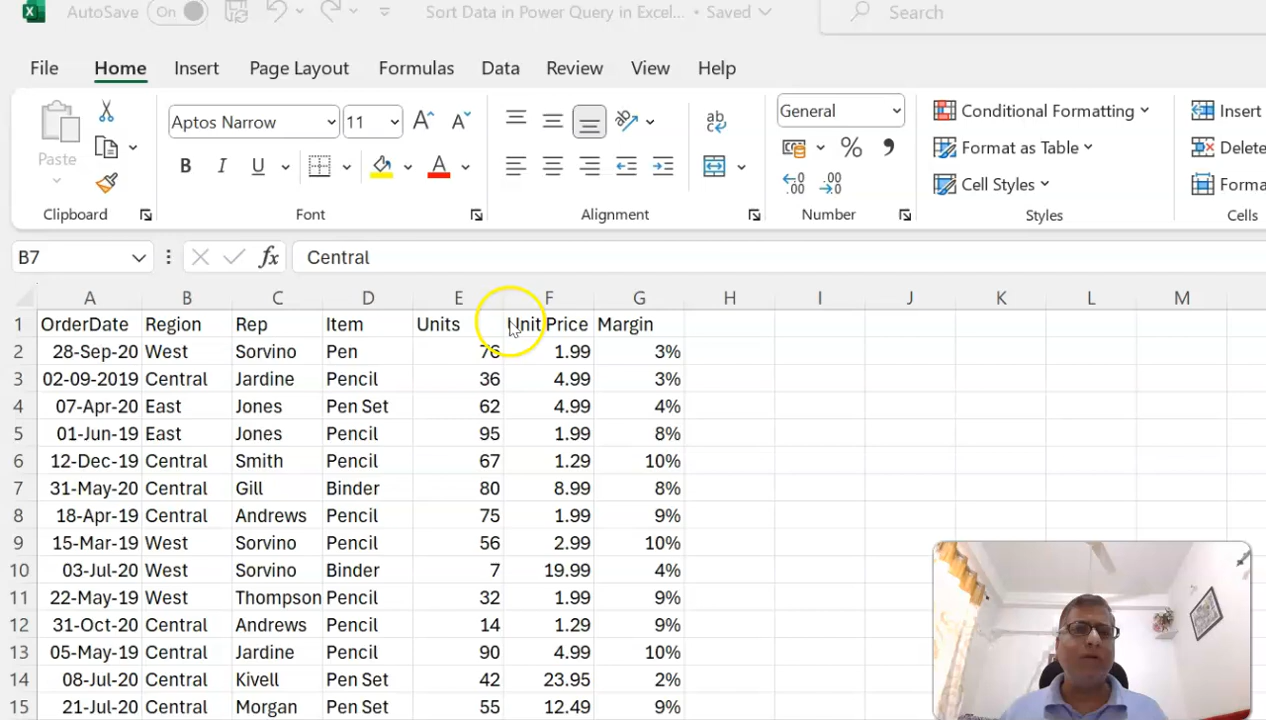 AutoSave On Sort Data in Power Query in Excel... • Saved Search
File Home Insert Page Layout Formulas Data Review View Help
Paste
Aptos Narrow 11
B I U A
ab
General
% 9
.00
Conditional Formatting
Format as Table
Cell Styles
Insert
Delete
Forma
Clipboard Font Alignment Number Styles Cells
B7 fx Central
A B C D E F G H I J K L M
1 OrderDate Region Rep Item Units Unit Price Margin
2 28-Sep-20 West Sorvino Pen 76 1.99 3%
3 02-09-2019 Central Jardine Pencil 36 4.99 3%
4 07-Apr-20 East Jones Pen Set 62 4.99 4%
5 01-Jun-19 East Jones Pencil 95 1.99 8%
6 12-Dec-19 Central Smith Pencil 67 1.29 10%
7 31-May-20 Central Gill Binder 80 8.99 8%
8 18-Apr-19 Central Andrews Pencil 75 1.99 9%
9 15-Mar-19 West Sorvino Pencil 56 2.99 10%
10 03-Jul-20 West Sorvino Binder 7 19.99 4%
11 22-May-19 West Thompson Pencil 32 1.99 9%
12 31-Oct-20 Central Andrews Pencil 14 1.29 9%
13 05-May-19 Central Jardine Pencil 90 4.99 10%
14 08-Jul-20 Central Kivell Pen Set 42 23.95 2%
15 21-Jul-20 Central Morgan Pen Set 55 12.49 9%